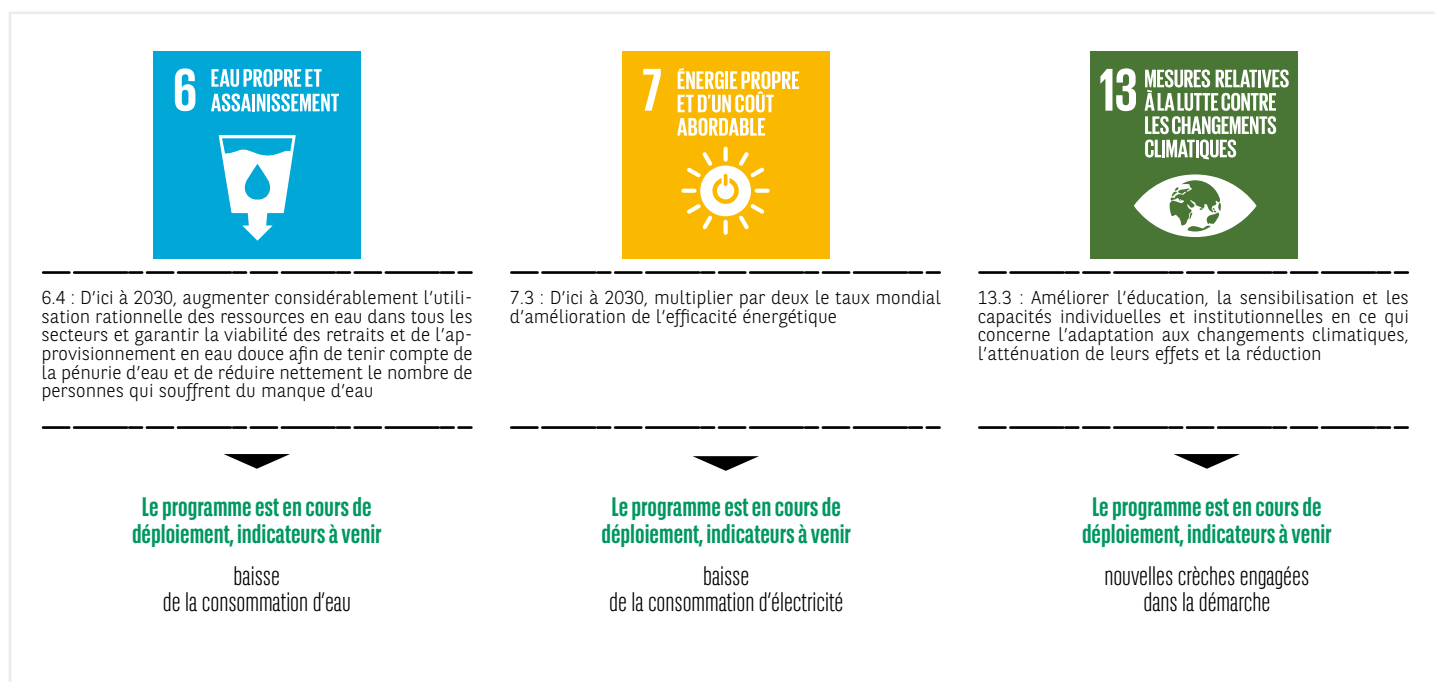 6 EAU PROPRE ET
ASSAINISSEMENT
6.4 : D'ici à 2030, augmenter considérablement l'utili-
sation rationnelle des ressources en eau dans tous les
secteurs et garantir la viabilité des retraits et de l'ap-
provisionnement en eau douce afin de tenir compte de
la pénurie d'eau et de réduire nettement le nombre de
personnes qui souffrent du manque d'eau
Le programme est en cours de
déploiement, indicateurs à venir
baisse
de la consommation d'eau
7 ÉNERGIE PROPRE
ET D'UN COÛT
ABORDABLE
7.3 : D'ici à 2030, multiplier par deux le taux mondial
d'amélioration de l'efficacité énergétique
Le programme est en cours de
déploiement, indicateurs à venir
baisse
de la consommation d'électricité
13 MESURES RELATIVES
À LA LUTTE CONTRE
LES CHANGEMENTS
CLIMATIQUES
13.3 : Améliorer l'éducation, la sensibilisation et les
capacités individuelles et institutionnelles en ce qui
concerne l'adaptation aux changements climatiques,
l'atténuation de leurs effets et la réduction
Le programme est en cours de
déploiement, indicateurs à venir
nouvelles crèches engagées
dans la démarche